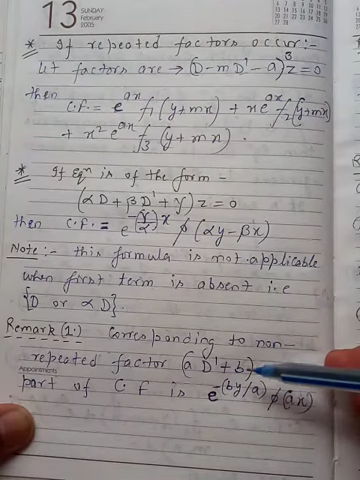 13 SUNDAY
February
2005
* If repeated factors occur:-
Let factors are → (D - mD' - a)³z = 0
then C.F. = e^{ax} f₁(y+mx) + xe^{ax} f₂(y+mx)
+ x² e^{ax} f₃(y+mx).
* If Eqⁿ is of the form -
(αD + βD' + γ) z = 0
then C.F. = e^{-(γ/α)x} φ(αy - βx)
Note:- this formula is not applicable
when first term is absent i.e
{D or αD}
Remark (1:) Corresponding to non-
repeated factor (a D' + b),
Appointments
part of C.F is e^{-(by/a)} φ(ax)